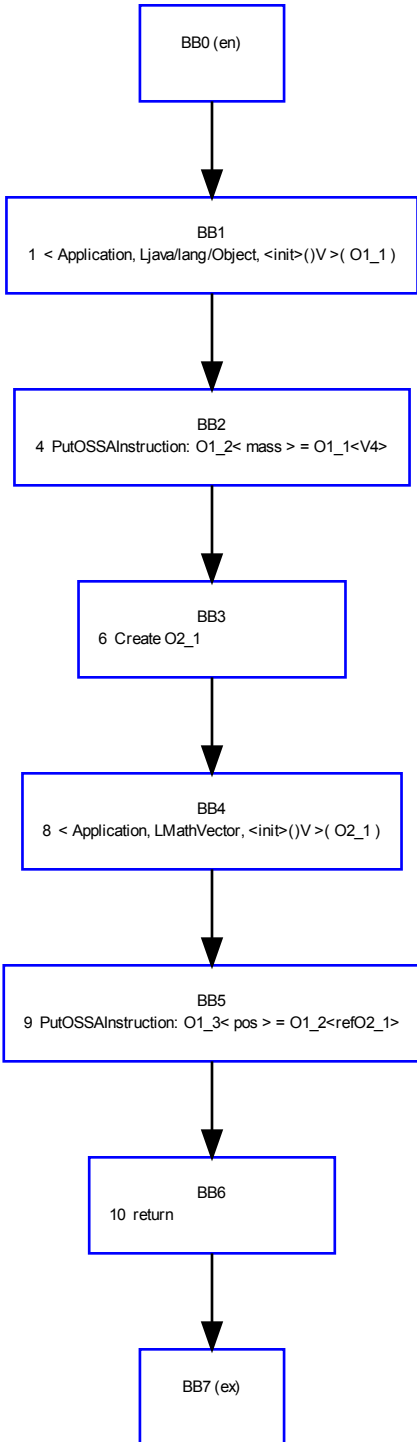 BB0 (en)
BB1
1 < Application, Ljava/lang/Object, <init>()V >( O1_1 )
BB2
4 PutOSSAInstruction: O1_2< mass > = O1_1<V4>
BB3
6 Create O2_1
BB4
8 < Application, LMathVector, <init>()V >( O2_1 )
BB5
9 PutOSSAInstruction: O1_3< pos > = O1_2<refO2_1>
BB6
10 return
BB7 (ex)